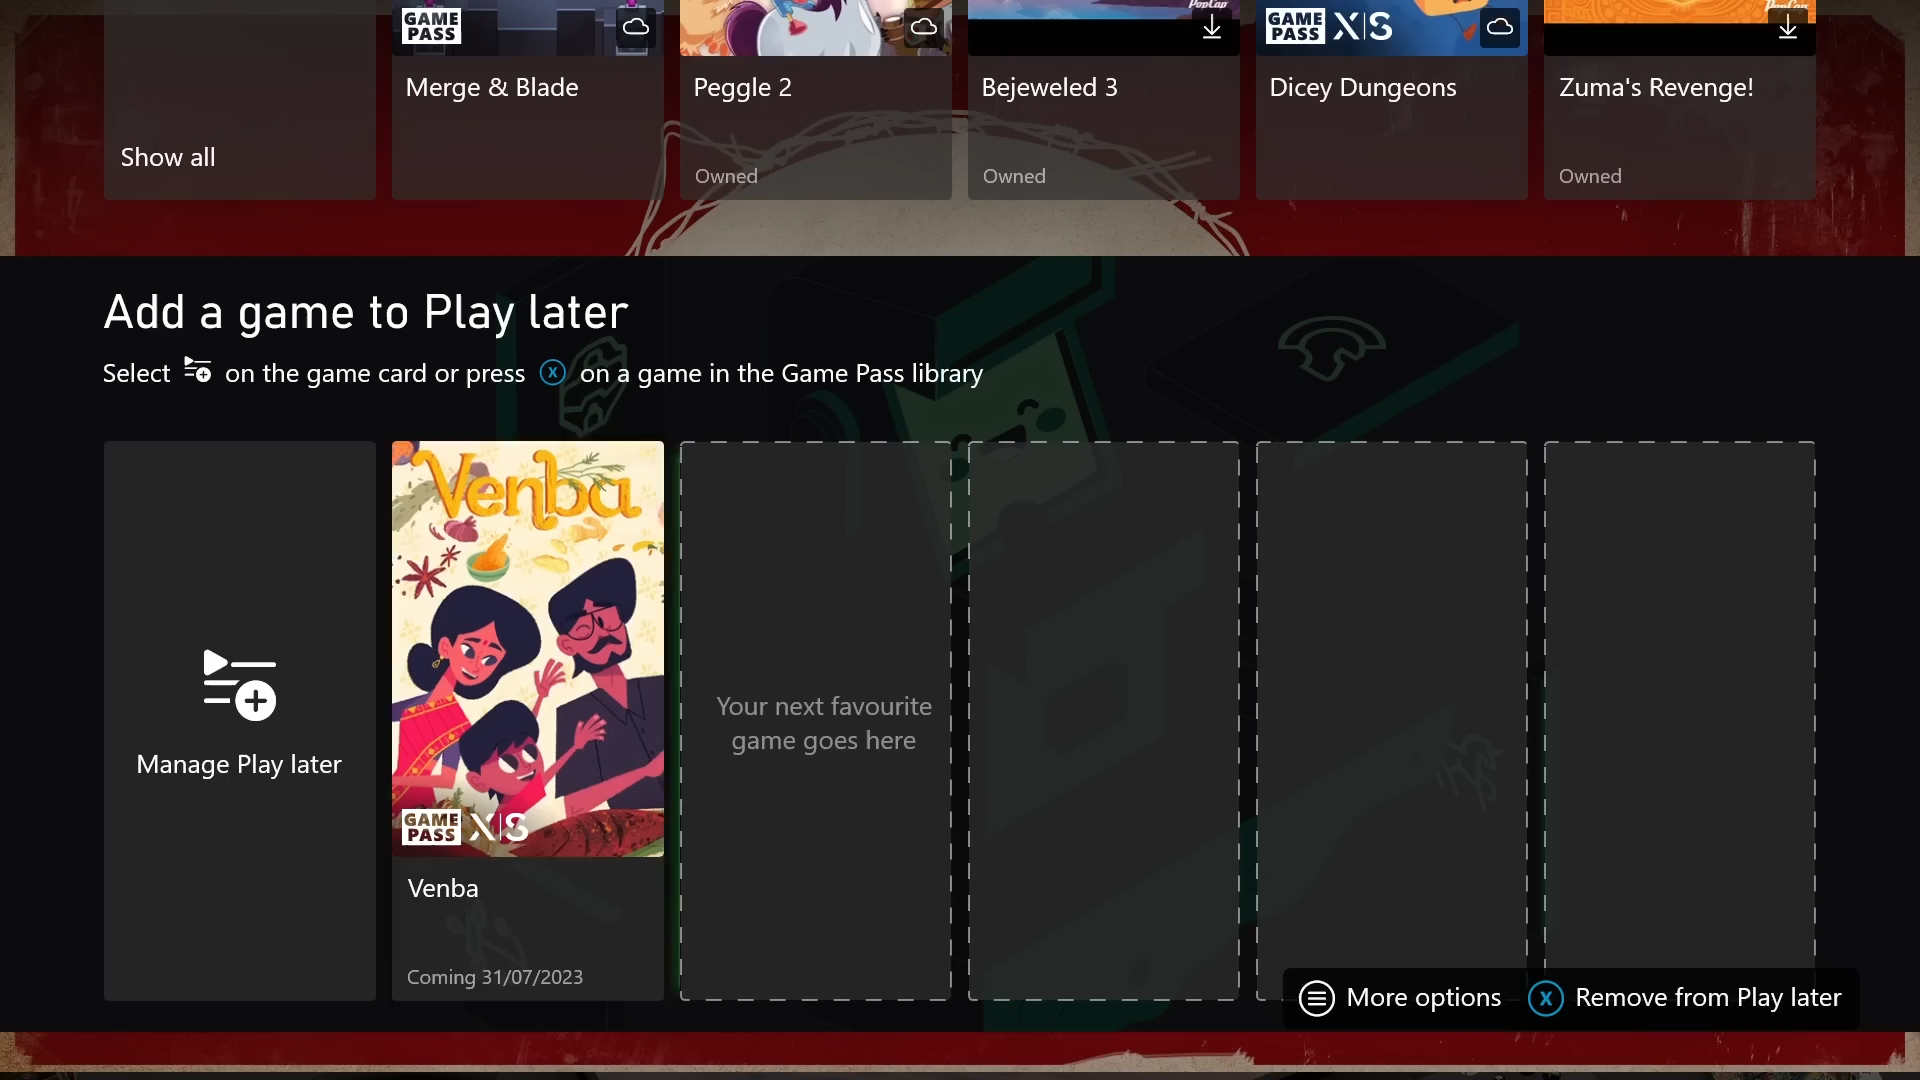 GAME
PASS
PopCap
GAME
PASS X|S
PopCap
Merge & Blade
Peggle 2
Bejeweled 3
Dicey Dungeons
Zuma's Revenge!
Show all
Owned
Owned
Owned
Add a game to Play later
Select on the game card or press X on a game in the Game Pass library
Venba
Your next favourite
game goes here
Manage Play later
GAME
PASS X|S
Venba
Coming 31/07/2023
More options X Remove from Play later